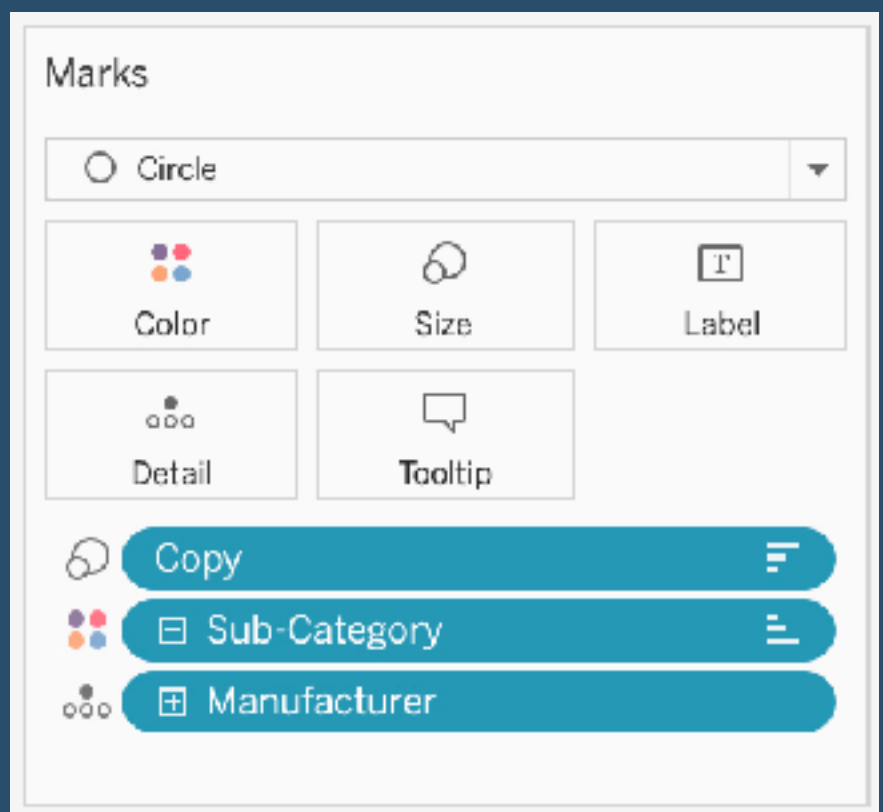 Marks
Circle
Color Size Label
T
Detail Tooltip
Copy
Sub-Category
Manufacturer